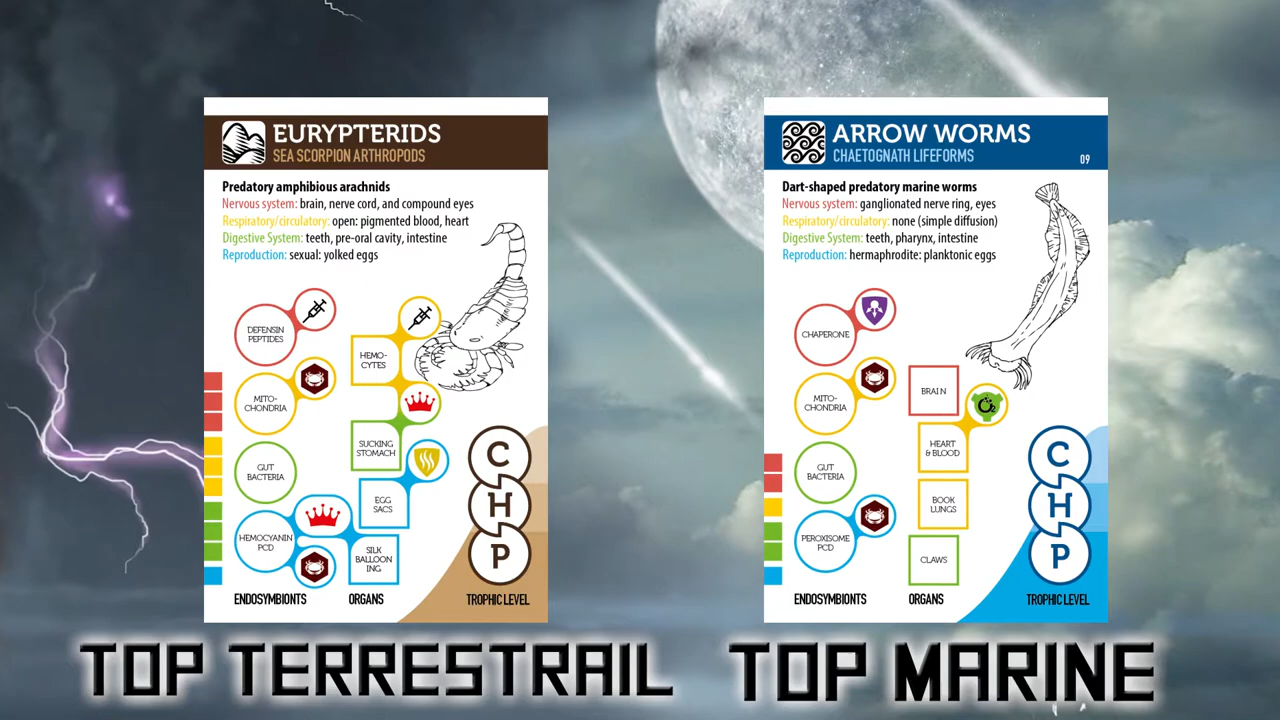 EURYPTERIDS
SEA SCORPION ARTHROPODS
Predatory amphibious arachnids
Nervous system: brain, nerve cord, and compound eyes
Respiratory/circulatory: open: pigmented blood, heart
Digestive System: teeth, pre-oral cavity, intestine
Reproduction: sexual: yolked eggs
DEFENSIN
PEPTIDES
HEMO-
CYTES
MITO-
CHONDRIA
SUCKING
STOMACH
GUT
BACTERIA
EGG
SACS
HEMOCYANIN
PCD
SILK
BALLOON
ING
C
H
P
ENDOSYMBIONTS
ORGANS
TROPHIC LEVEL
ARROW WORMS
CHAETOGNATH LIFEFORMS
09
Dart-shaped predatory marine worms
Nervous system: ganglionated nerve ring, eyes
Respiratory/circulatory: none (simple diffusion)
Digestive System: teeth, pharynx, intestine
Reproduction: hermaphrodite: planktonic eggs
CHAPERONE
MITO-
CHONDRIA
BRAIN
O2
HEART
& BLOOD
GUT
BACTERIA
BOOK
LUNGS
PEROXISOME
PCD
CLAWS
C
H
P
ENDOSYMBIONTS
ORGANS
TROPHIC LEVEL
TOP TERRESTRAIL
TOP MARINE